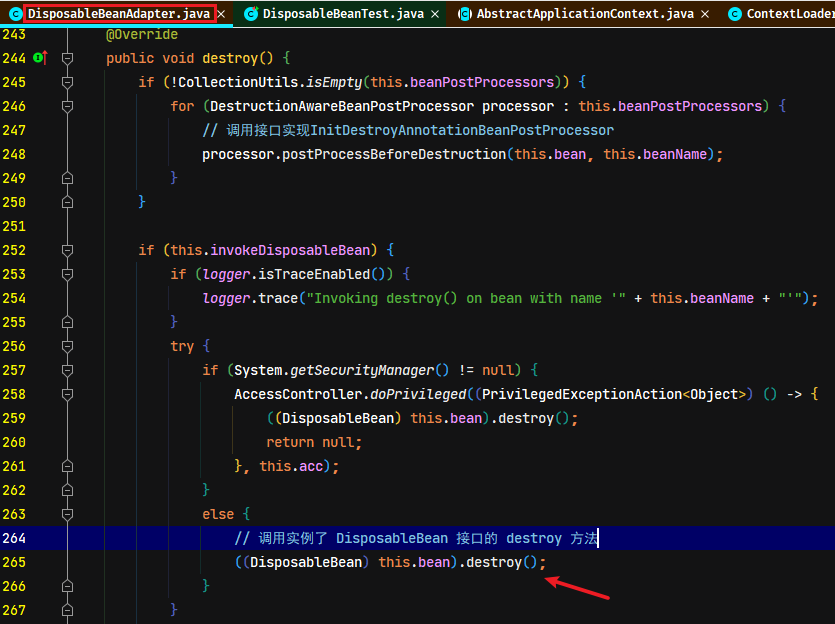 DisposableBeanAdapter.java × DisposableBeanTest.java × AbstractApplicationContext.java × ContextLoader
243 @Override
244 public void destroy() {
245 if (!CollectionUtils.isEmpty(this.beanPostProcessors)) {
246 for (DestructionAwareBeanPostProcessor processor : this.beanPostProcessors) {
247 // 调用接口实现InitDestroyAnnotationBeanPostProcessor
248 processor.postProcessBeforeDestruction(this.bean, this.beanName);
249 }
250 }
251
252 if (this.invokeDisposableBean) {
253 if (logger.isTraceEnabled()) {
254 logger.trace("Invoking destroy() on bean with name '" + this.beanName + "'");
255 }
256 try {
257 if (System.getSecurityManager() != null) {
258 AccessController.doPrivileged((PrivilegedExceptionAction<Object>) () -> {
259 ((DisposableBean) this.bean).destroy();
260 return null;
261 }, this.acc);
262 }
263 else {
264 // 调用实例了 DisposableBean 接口的 destroy 方法
265 ((DisposableBean) this.bean).destroy();
266 }
267 }